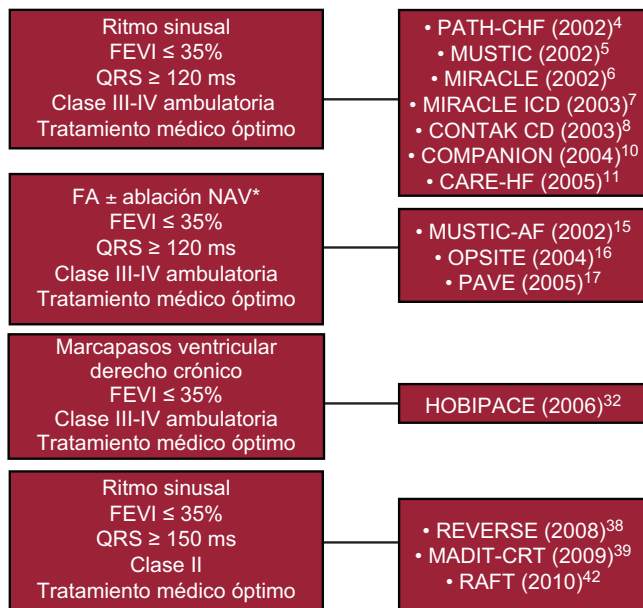 Ritmo sinusal
FEVI ≤ 35%
QRS ≥ 120 ms
Clase III-IV ambulatoria
Tratamiento médico óptimo
• PATH-CHF (2002)4
• MUSTIC (2002)5
• MIRACLE (2002)6
• MIRACLE ICD (2003)7
• CONTAK CD (2003)8
• COMPANION (2004)10
• CARE-HF (2005)11
FA ± ablación NAV*
FEVI ≤ 35%
QRS ≥ 120 ms
Clase III-IV ambulatoria
Tratamiento médico óptimo
• MUSTIC-AF (2002)15
• OPSITE (2004)16
• PAVE (2005)17
Marcapasos ventricular
derecho crónico
FEVI ≤ 35%
Clase III-IV ambulatoria
Tratamiento médico óptimo
HOBIPACE (2006)32
Ritmo sinusal
FEVI ≤ 35%
QRS ≥ 150 ms
Clase II
Tratamiento médico óptimo
• REVERSE (2008)38
• MADIT-CRT (2009)39
• RAFT (2010)42